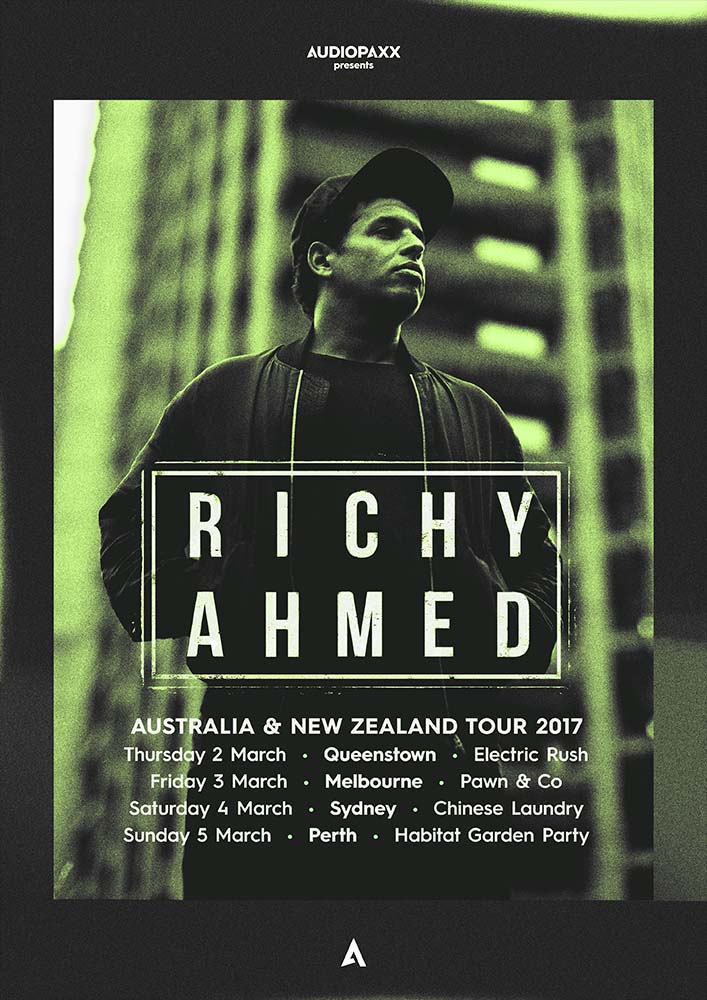 AUDIOPAXX
presents
RICHY
AHMED
AUSTRALIA & NEW ZEALAND TOUR 2017
Thursday 2 March • Queenstown • Electric Rush
Friday 3 March • Melbourne • Pawn & Co
Saturday 4 March • Sydney • Chinese Laundry
Sunday 5 March • Perth • Habitat Garden Party